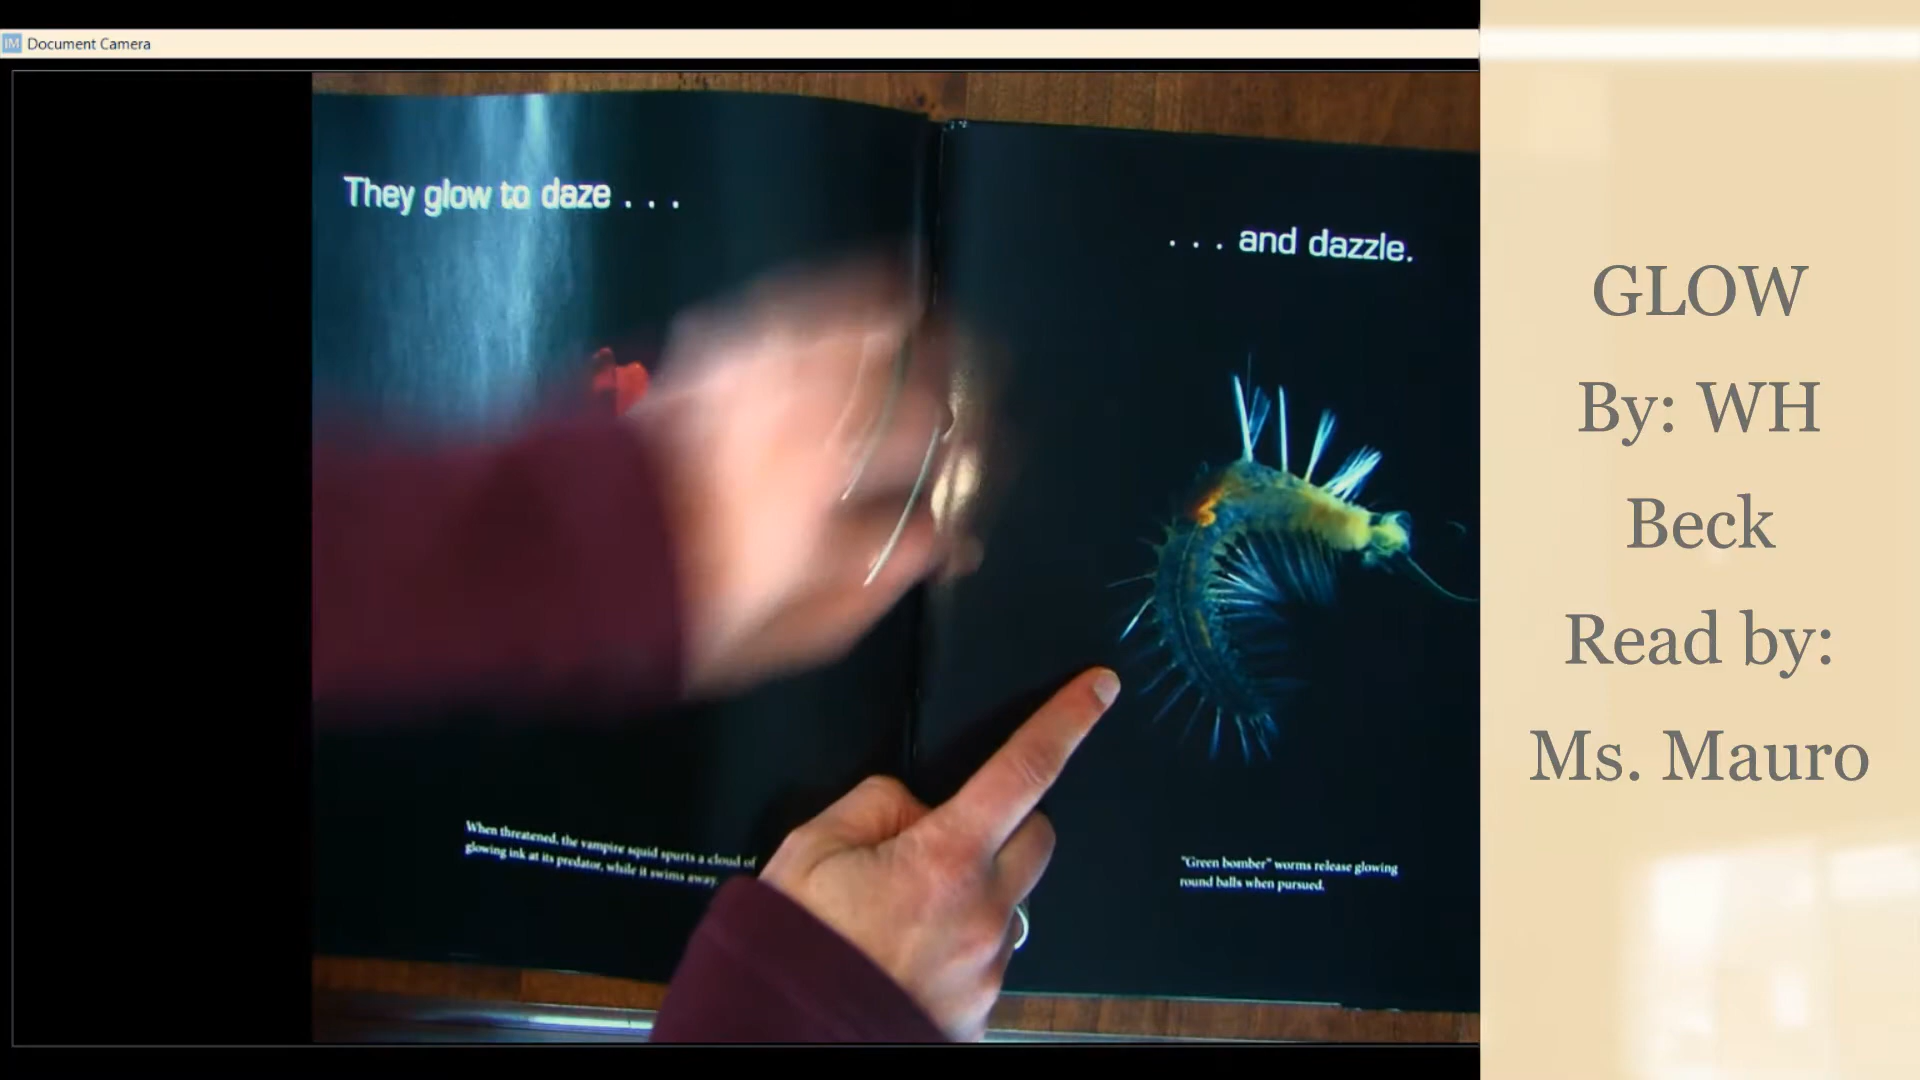 IM Document Camera
They glow to daze . . .
. . . and dazzle.
When threatened, the vampire squid spurts a cloud of
glowing ink at its predator, while it swims away.
"Green bomber" worms release glowing
round balls when pursued.
GLOW
By: WH
Beck
Read by:
Ms. Mauro